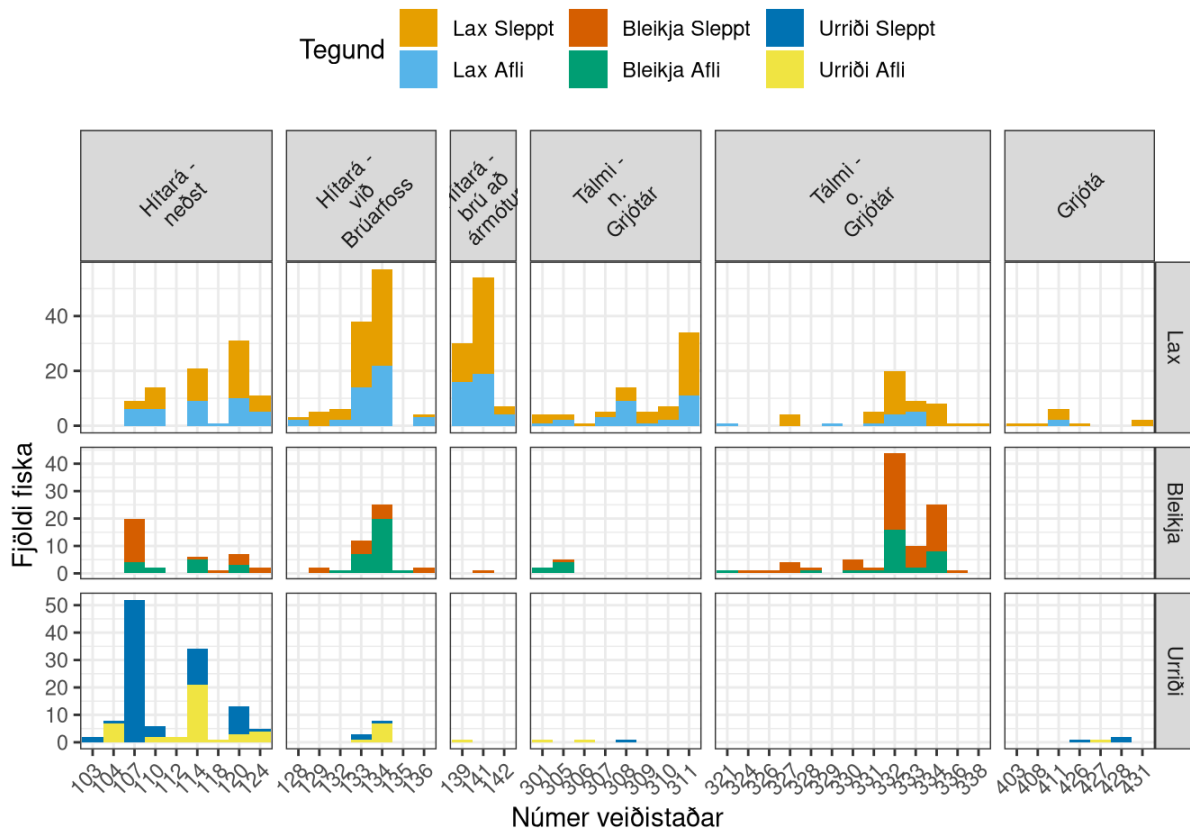 Tegund
Lax Sleppt
Bleikja Sleppt
Urriði Sleppt
Lax Afli
Bleikja Afli
Urriði Afli
Hítará -
neðst
Hítará -
við
Brúarfoss
brú að
Tálmi -
n.
Grjótár
Tálmi -
o.
Grjótár
Grjótá
Fjöldi fiska
40
20
0
Lax
40
30
20
10
0
Bleikja
50
40
30
20
10
0
Urriði
103 104 107 110 112 114 118 120 124
128 129 132 133 134 135 136
139 141 142
301 305 306 307 308 309 310 311
321 324 326 327 328 329 330 331 332 333 334 336 338
403 408 411 426 427 428 431
Númer veiðistaðar